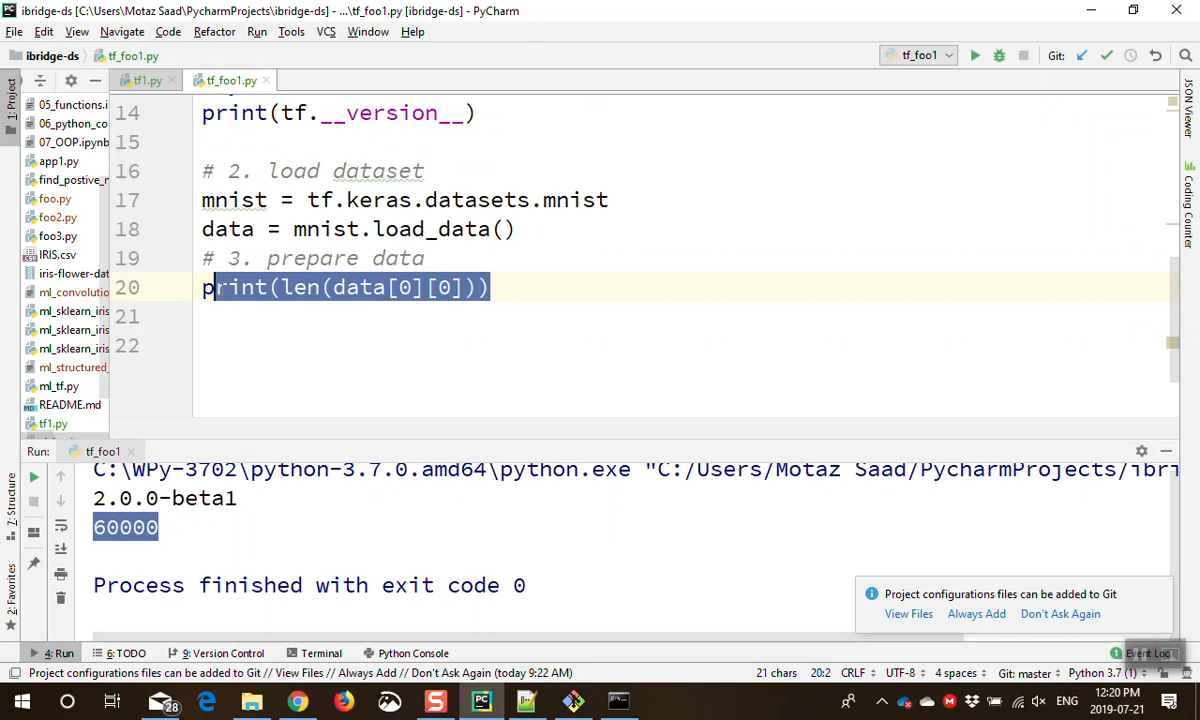 ibridge-ds [C:\Users\Motaz Saad\PycharmProjects\ibridge-ds] - ...\tf_foo1.py [ibridge-ds] - PyCharm
File Edit View Navigate Code Refactor Run Tools VCS Window Help
ibridge-ds tf_foo1.py
tf_foo1
Git:
1: Project
tf1.py
tf_foo1.py
JSON Viewer
Coding Counter
05_functions.i
06_python_co
07_OOP.ipynb
app1.py
find_postive_r
foo.py
foo2.py
foo3.py
IRIS.csv
iris-flower-dat
ml_convolutio
ml_sklearn_iris
ml_sklearn_iris
ml_sklearn_iris
ml_structured_
ml_tf.py
README.md
tf1.py
14 print(tf.__version__)
15
16 # 2. load dataset
17 mnist = tf.keras.datasets.mnist
18 data = mnist.load_data()
19 # 3. prepare data
20 print(len(data[0][0]))
21
22
Run: tf_foo1
Z: Structure
2: Favorites
C:\WPy-3702\python-3.7.0.amd64\python.exe "C:/Users/Motaz Saad/PycharmProjects/ibri
2.0.0-beta1
60000
Process finished with exit code 0
Project configurations files can be added to Git
View Files Always Add Don't Ask Again
4: Run 6: TODO 9: Version Control Terminal Python Console
1 Event Log
Project configurations files can be added to Git // View Files // Always Add // Don't Ask Again (today 9:22 AM)
21 chars 20:2 CRLF UTF-8 4 spaces Git: master Python 3.7 (1)
28
ENG
12:20 PM
2019-07-21